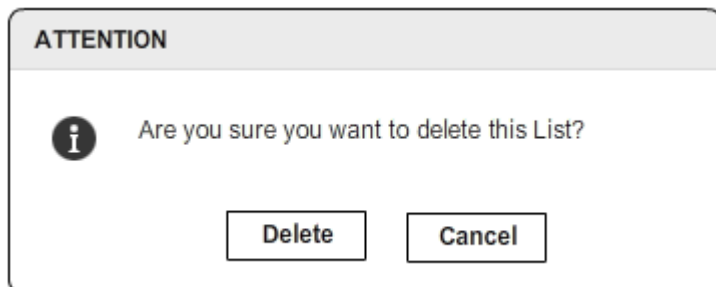 ATTENTION
Are you sure you want to delete this List?
Delete Cancel